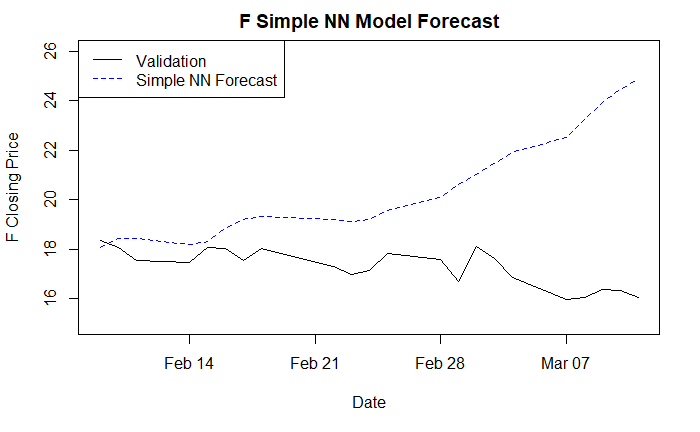 F Simple NN Model Forecast
Validation
Simple NN Forecast
F Closing Price
26
24
22
20
18
16
Feb 14 Feb 21 Feb 28 Mar 07
Date